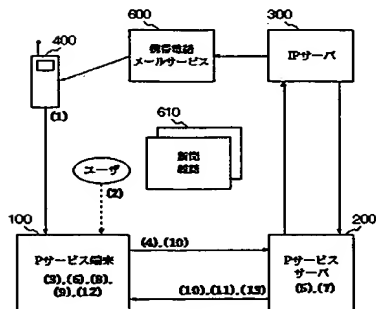 400
600
携帯電話
メールサービス
300
IPサーバ
(1)
610
新聞
雑誌
ユーザ
(2)
100
Pサービス端末
(3)、(6)、(8)、
(9)、(12)
(4)、(10)
(10)、(11)、(13)
200
Pサービス
サーバ
(5)、(7)